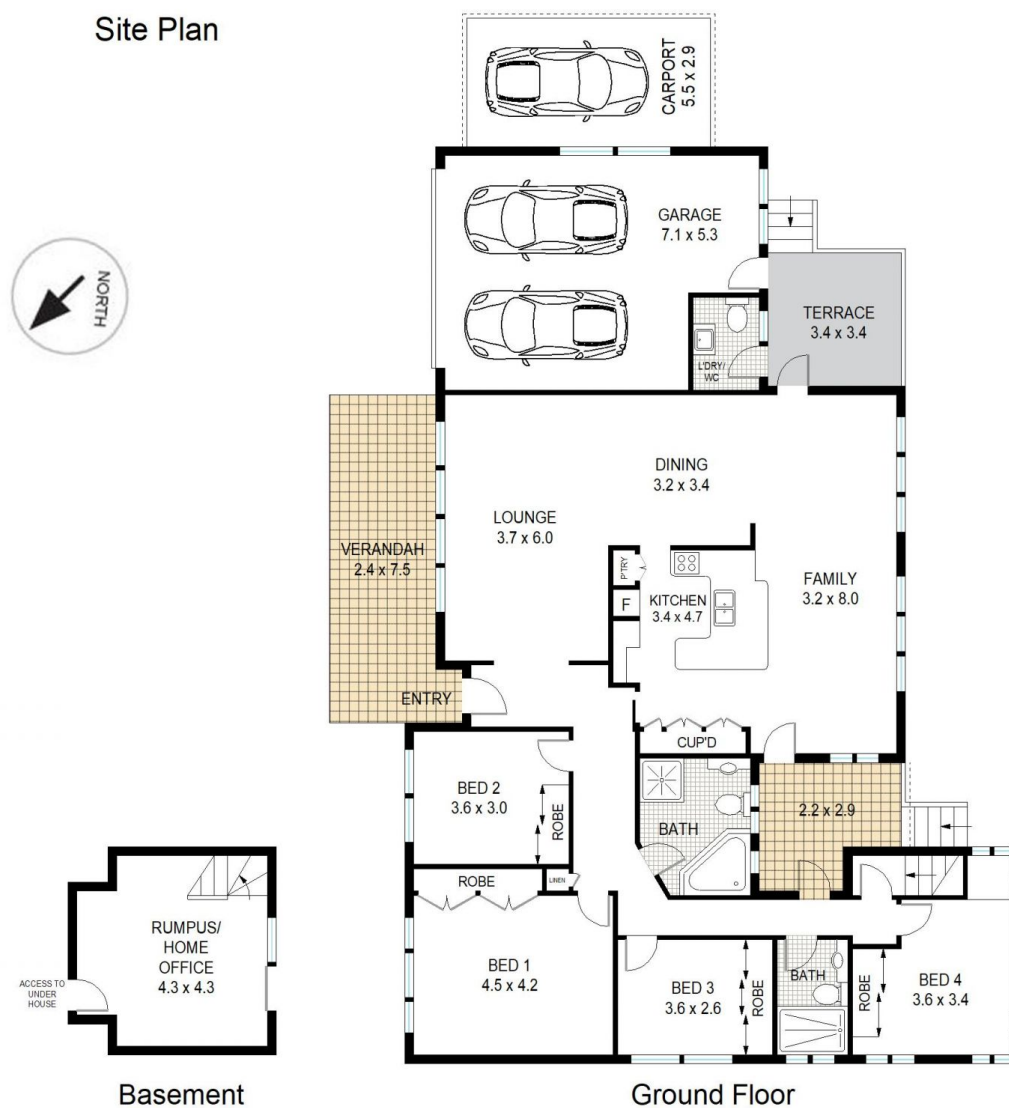 Site Plan
CARPORT
5.5 x 2.9
GARAGE
7.1 x 5.3
NORTH
TERRACE
3.4 x 3.4
L'DRY/
WC
DINING
3.2 x 3.4
LOUNGE
3.7 x 6.0
VERANDAH
2.4 x 7.5
P'TRY
F
KITCHEN
3.4 x 4.7
FAMILY
3.2 x 8.0
ENTRY
CUP'D
BED 2
3.6 x 3.0
ROBE
BATH
2.2 x 2.9
ROBE
LINEN
RUMPUS/
HOME
OFFICE
4.3 x 4.3
ACCESS TO
UNDER
HOUSE
BED 1
4.5 x 4.2
BED 3
3.6 x 2.6
ROBE
BATH
ROBE
BED 4
3.6 x 3.4
Basement
Ground Floor